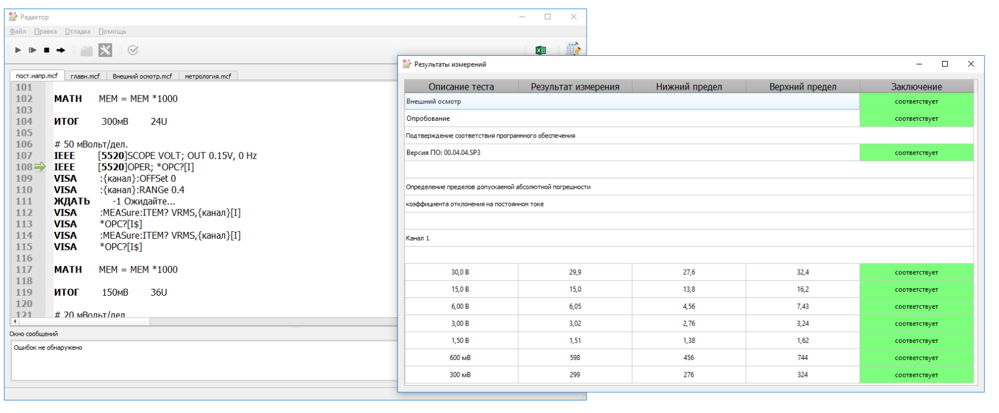 Редактор
Файл Правка Отладка Помощь
пост.напр.mcf главн.mcf Внешний осмотр.mcf метрология.mcf
101
102 MATH MEM = MEM *1000
103
104 ИТОГ 300мВ 24U
105
106 # 50 мВольт/дел.
107 IEEE [5520]SCOPE VOLT; OUT 0.15V, 0 Hz
108 IEEE [5520]OPER; *OPC?[I]
109 VISA :{канал}:OFFSet 0
110 VISA :{канал}:RANGe 0.4
111 ЖДАТЬ -1 Ожидайте...
112 VISA :MEASure:ITEM? VRMS,{канал}[I]
113 VISA *OPC?[I$]
114 VISA :MEASure:ITEM? VRMS,{канал}[I]
115 VISA *OPC?[I$]
116
117 MATH MEM = MEM *1000
118
119 ИТОГ 150мВ 36U
120
121 # 20 мВольт/дел
Окно сообщений
Ошибок не обнаружено
Результаты измерений
Описание теста Результат измерения Нижний предел Верхний предел Заключение
Внешний осмотр соответствует
Опробование соответствует
Подтверждение соответствия программного обеспечения
Версия ПО: 00.04.04.SP3 соответствует
Определение пределов допускаемой абсолютной погрешности
коэффициента отклонения на постоянном токе
Канал 1
30,0 В 29,9 27,6 32,4 соответствует
15,0 В 15,0 13,8 16,2 соответствует
6,00 В 6,05 4,56 7,43 соответствует
3,00 В 3,02 2,76 3,24 соответствует
1,50 В 1,51 1,38 1,62 соответствует
600 мВ 598 456 744 соответствует
300 мВ 299 276 324 соответствует